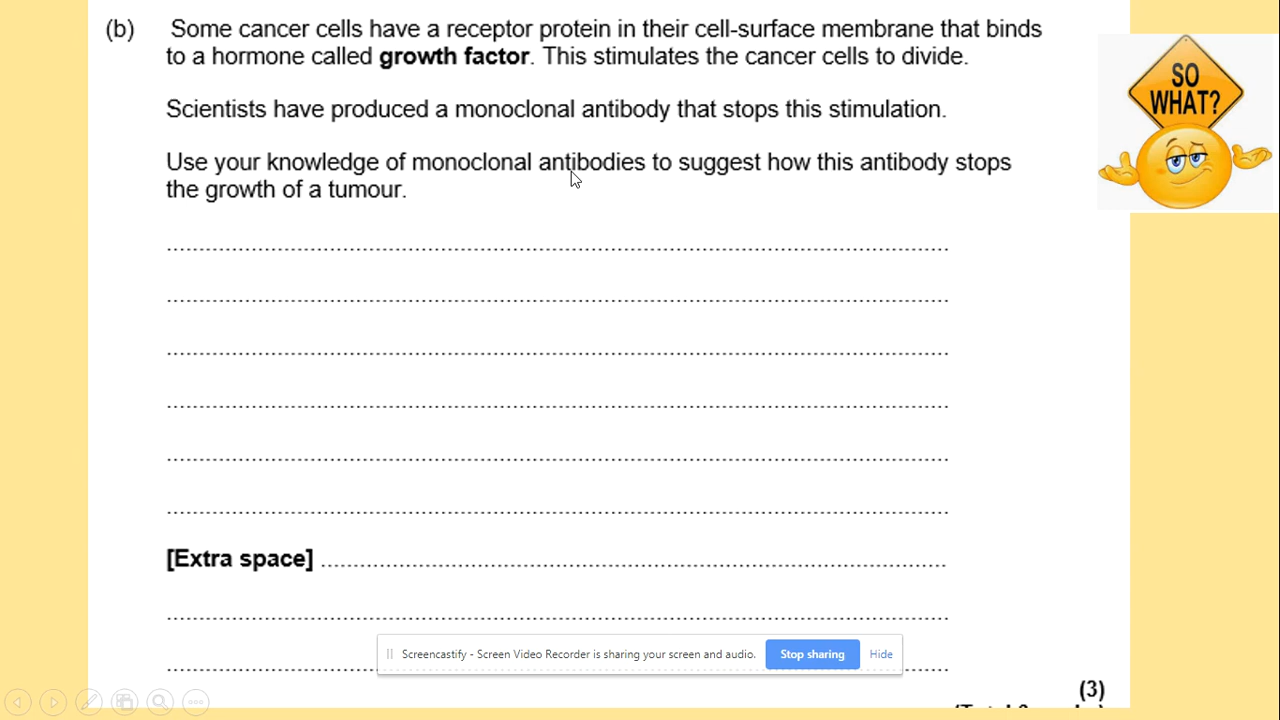 (b) Some cancer cells have a receptor protein in their cell-surface membrane that binds
to a hormone called growth factor. This stimulates the cancer cells to divide.
Scientists have produced a monoclonal antibody that stops this stimulation.
Use your knowledge of monoclonal antibodies to suggest how this antibody stops
the growth of a tumour.
SO
WHAT?
[Extra space]
Screencastify - Screen Video Recorder is sharing your screen and audio. Stop sharing Hide
(3)